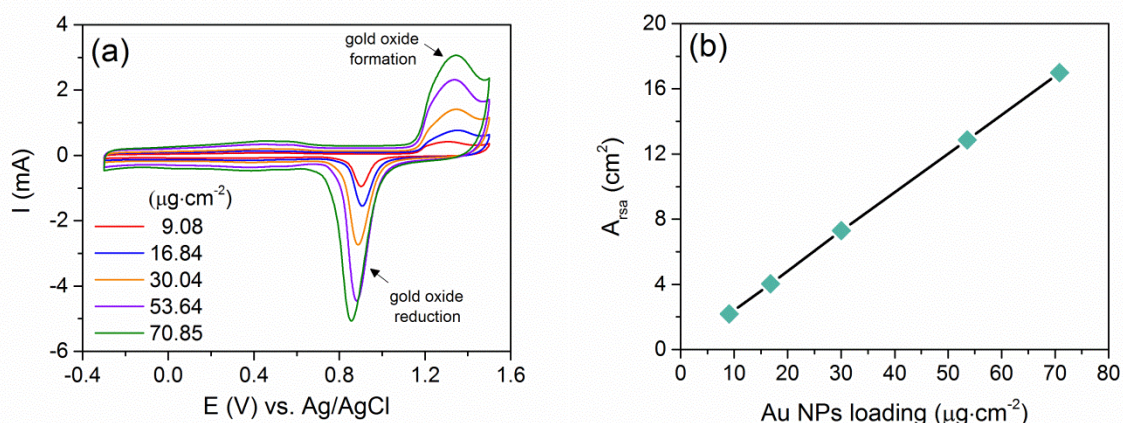 (a)
gold oxide
formation
4
2
0
-2
-4
-6
I (mA)
(µg·cm⁻²)
9.08
16.84
30.04
53.64
70.85
gold oxide
reduction
-0.4 0.0 0.4 0.8 1.2 1.6
E (V) vs. Ag/AgCl
(b)
20
16
12
8
4
0
A_rsa (cm²)
0 10 20 30 40 50 60 70 80
Au NPs loading (µg·cm⁻²)